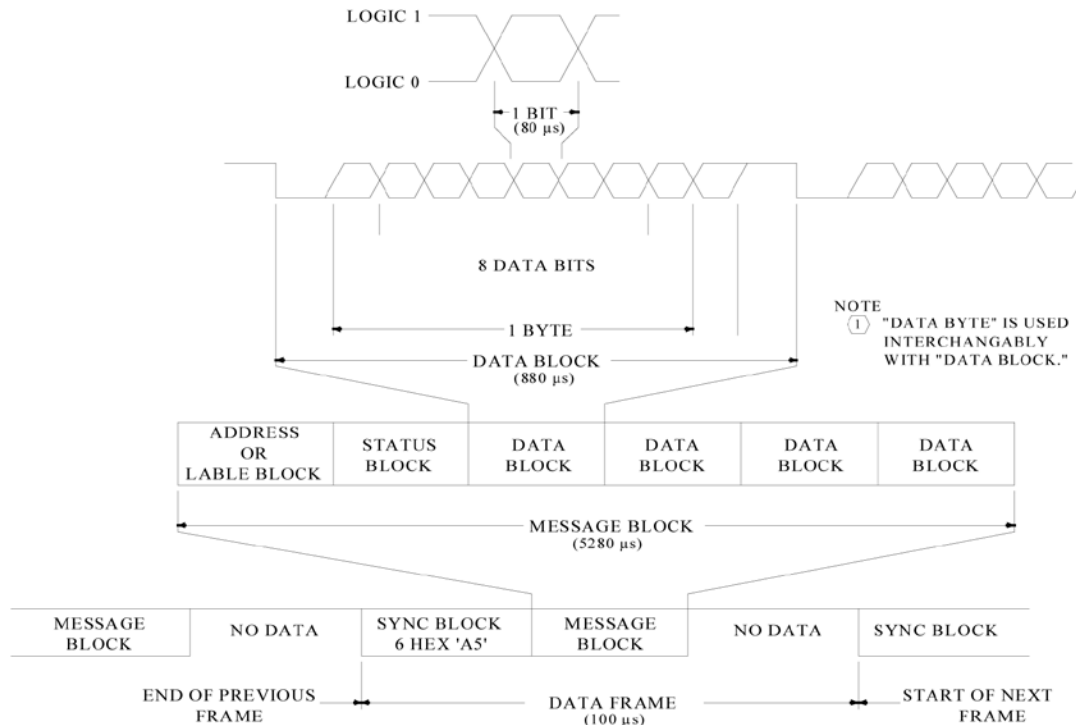 LOGIC 1
LOGIC 0
1 BIT
(80 µs)
8 DATA BITS
1 BYTE
DATA BLOCK
(880 µs)
NOTE
1 "DATA BYTE" IS USED
INTERCHANGABLY
WITH "DATA BLOCK."
ADDRESS
OR
LABLE BLOCK
STATUS
BLOCK
DATA
BLOCK
DATA
BLOCK
DATA
BLOCK
DATA
BLOCK
MESSAGE BLOCK
(5280 µs)
MESSAGE
BLOCK
NO DATA
SYNC BLOCK
6 HEX 'A5'
MESSAGE
BLOCK
NO DATA
SYNC BLOCK
END OF PREVIOUS
FRAME
DATA FRAME
(100 µs)
START OF NEXT
FRAME